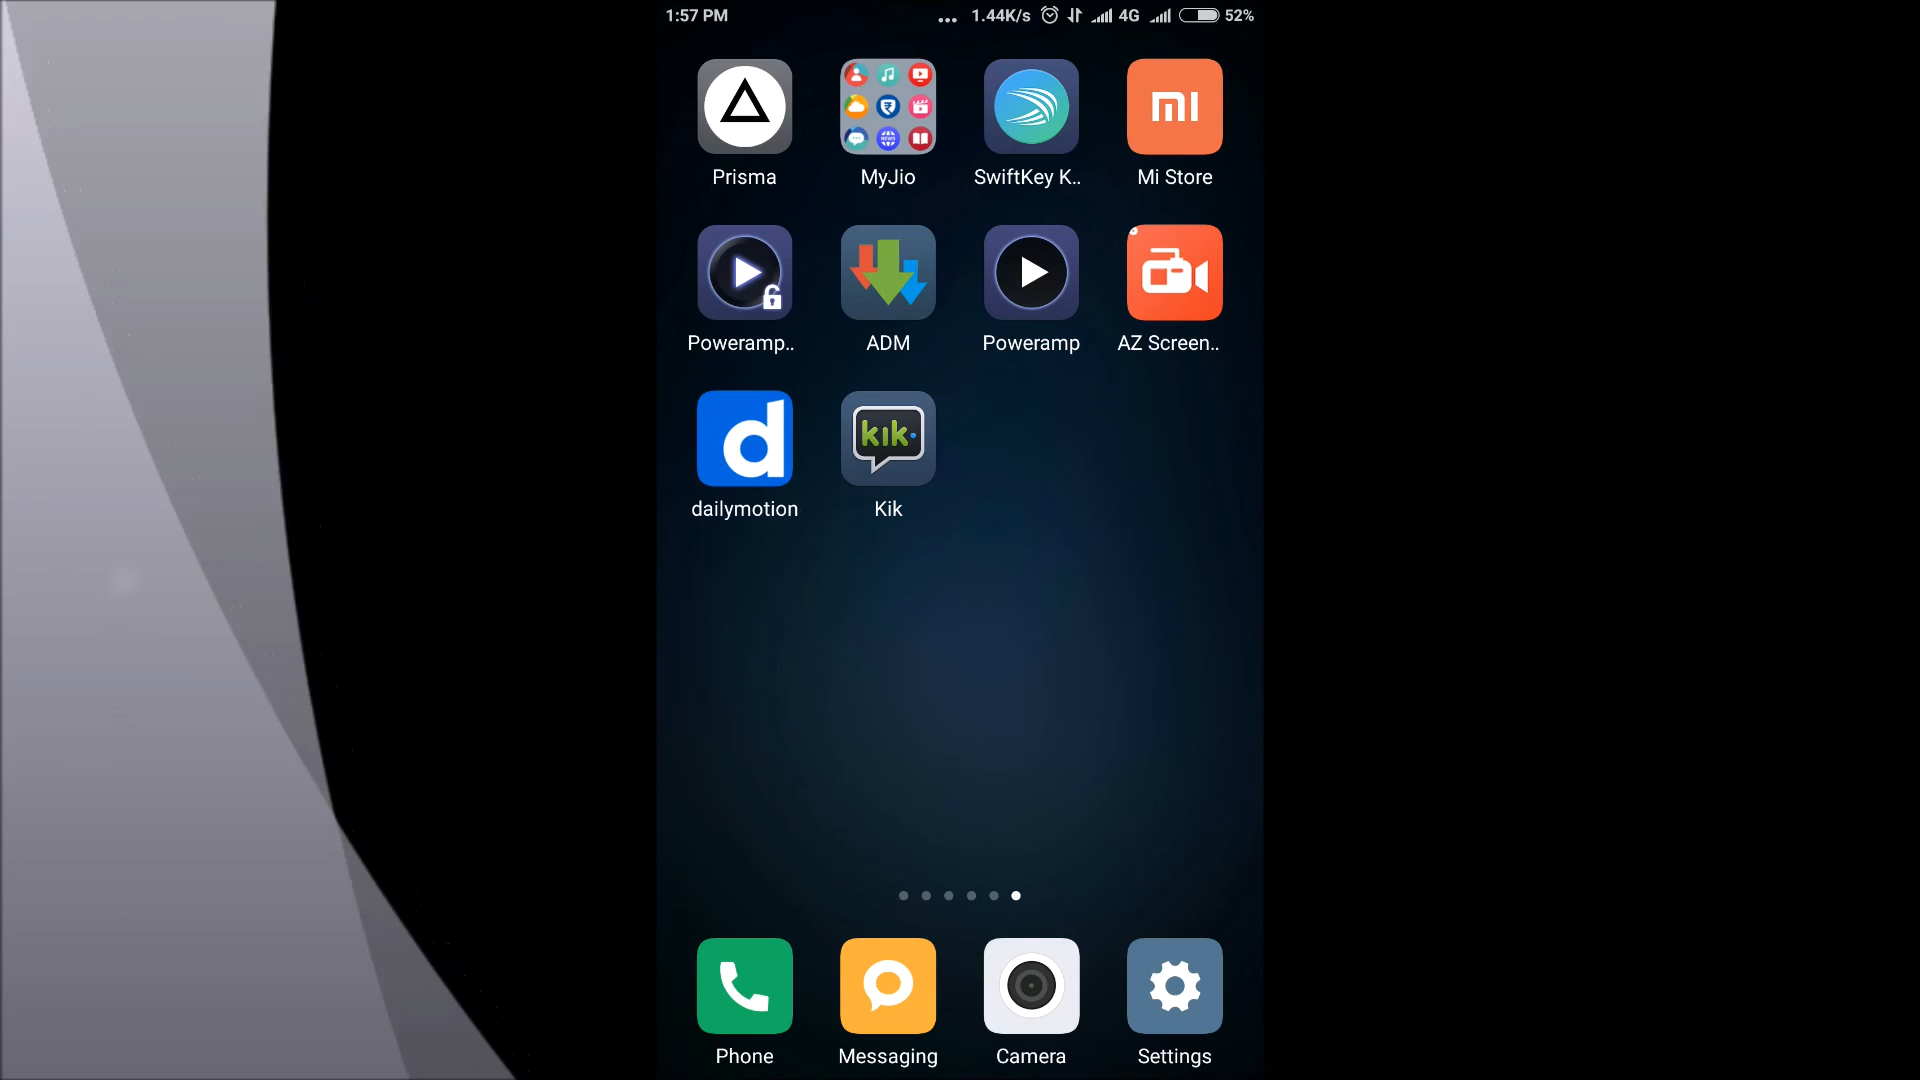 1:57 PM ... 1.44K/s 4G 52%
Prisma MyJio SwiftKey K.. Mi Store
Poweramp.. ADM Poweramp AZ Screen..
kik
dailymotion Kik
Phone Messaging Camera Settings